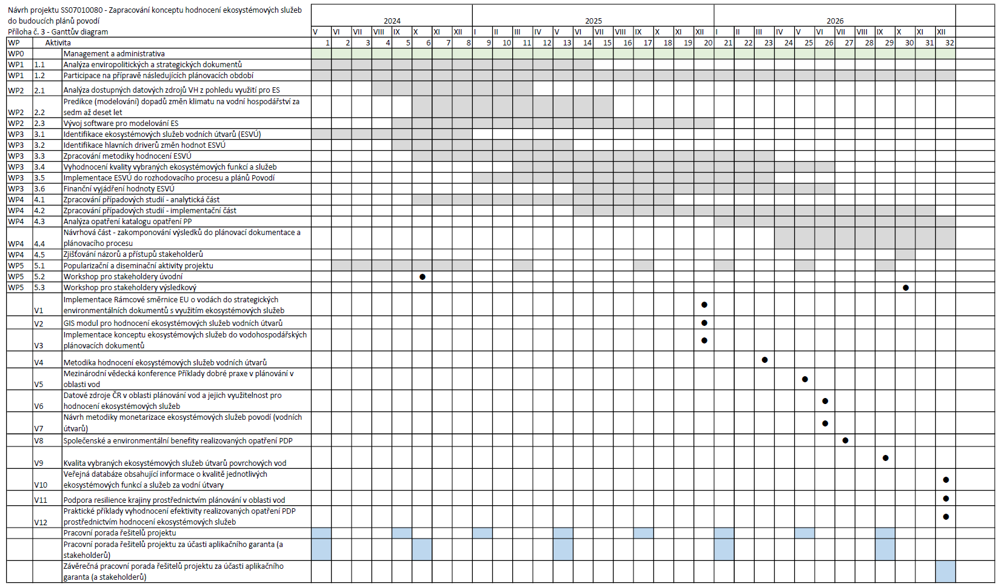 Návrh projektu SS07010080 - Zapracování konceptu hodnocení ekosystémových služeb
do budoucích plánů povodí
2024 2025 2026
Příloha č. 3 - Ganttův diagram V VI VII VIII IX X XI XII I II III IV V VI VII VIII IX X XI XII I II III IV V VI VII VIII IX X XI XII
WP Aktivita 1 2 3 4 5 6 7 8 9 10 11 12 13 14 15 16 17 18 19 20 21 22 23 24 25 26 27 28 29 30 31 32
WP0 Management a administrativa
WP1 1.1 Analýza enviropolitických a strategických dokumentů
WP1 1.2 Participace na přípravě následujících plánovacích období
WP2 2.1 Analýza dostupných datových zdrojů VH z pohledu využití pro ES
Predikce (modelování) dopadů změn klimatu na vodní hospodářství za
WP2 2.2 sedm až deset let
WP2 2.3 Vývoj software pro modelování ES
WP3 3.1 Identifikace ekosystémových služeb vodních útvarů (ESVÚ)
WP3 3.2 Identifikace hlavních driverů změn hodnot ESVÚ
WP3 3.3 Zpracování metodiky hodnocení ESVÚ
WP3 3.4 Vyhodnocení kvality vybraných ekosystémových funkcí a služeb
WP3 3.5 Implementace ESVÚ do rozhodovacího procesu a plánů Povodí
WP3 3.6 Finanční vyjádření hodnoty ESVÚ
WP4 4.1 Zpracování případových studií - analytická část
WP4 4.2 Zpracování případových studií - implementační část
WP4 4.3 Analýza opatření katalogu opatření PP
Návrhová část - zakomponování výsledků do plánovací dokumentace a
WP4 4.4 plánovacího procesu
WP4 4.5 Zjišťování názorů a přístupů stakeholderů
WP5 5.1 Popularizační a diseminační aktivity projektu
WP5 5.2 Workshop pro stakeholdery úvodní
WP5 5.3 Workshop pro stakeholdery výsledkový
Implementace Rámcové směrnice EU o vodách do strategických
V1 environmentálních dokumentů s využitím ekosystémových služeb
V2 GIS modul pro hodnocení ekosystémových služeb vodních útvarů
Implementace konceptu ekosystémových služeb do vodohospodářských
V3 plánovacích dokumentů
V4 Metodika hodnocení ekosystémových služeb vodních útvarů
Mezinárodní vědecká konference Příklady dobré praxe v plánování v
V5 oblasti vod
Datové zdroje ČR v oblasti plánování vod a jejich využitelnost pro
V6 hodnocení ekosystémových služeb
Návrh metodiky monetarizace ekosystémových služeb povodí (vodních
V7 útvarů)
V8 Společenské a environmentální benefity realizovaných opatření PDP
V9 Kvalita vybraných ekosystémových služeb útvarů povrchových vod
Veřejná databáze obsahující informace o kvalitě jednotlivých
V10 ekosystémových funkcí a služeb za vodní útvary
V11 Podpora resilience krajiny prostřednictvím plánování v oblasti vod
Praktické příklady vyhodnocení efektivity realizovaných opatření PDP
V12 prostřednictvím hodnocení ekosystémových služeb
Pracovní porada řešitelů projektu
Pracovní porada řešitelů projektu za účasti aplikačního garanta (a
stakeholderů)
Závěrečná pracovní porada řešitelů projektu za účasti aplikačního
garanta (a stakeholderů)